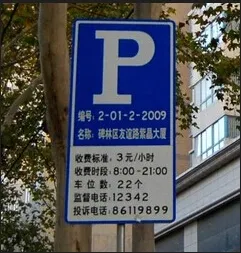 P
编号: 2-01-2-2009
名称: 碑林区友谊路紫晶大厦
收费标准: 3元/小时
收费时段: 8:00-21:00
车位数: 22个
监督电话: 12342
投诉电话: 86119899